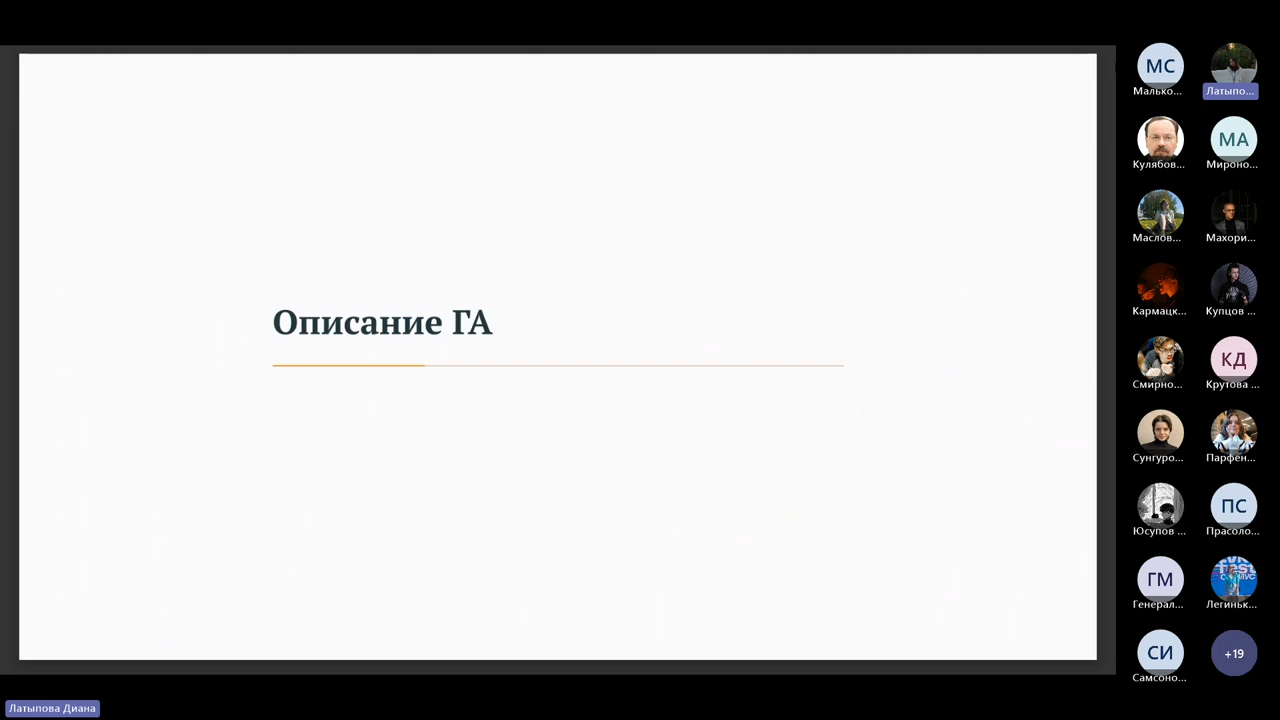 Описание ГА
МС
Малько...
Латыпо...
Кулябов...
МА
Мироно...
Маслов...
Махори...
Кармацк...
Купцов ...
Смирно...
КД
Крутова ...
Сунгуро...
Парфён...
Юсупов ...
ПС
Прасоло...
ГМ
Генерал...
Легиньк...
СИ
Самсоно...
+19
Латыпова Диана